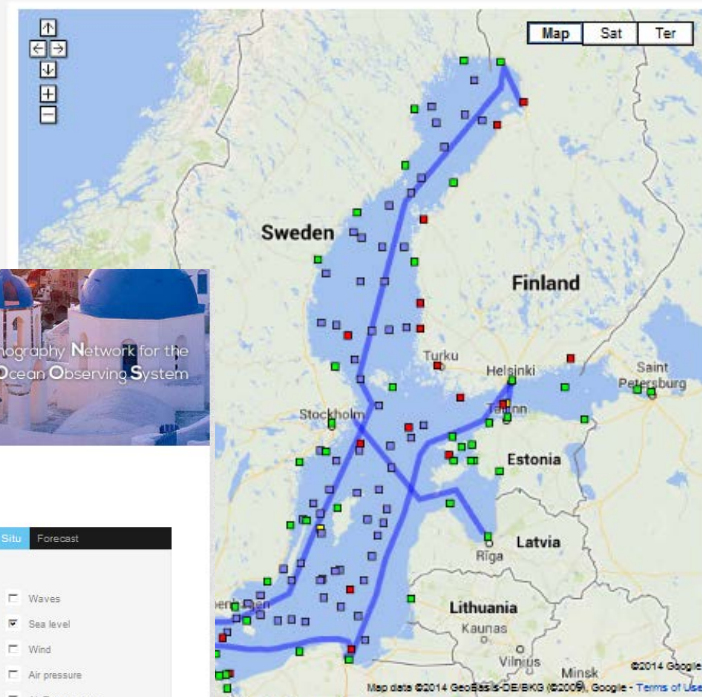 Map Sat Ter
Sweden
Finland
Turku
Helsinki
Saint
Petersburg
Tallinn
Stockholm
Estonia
Rīga
Latvia
Lithuania
Kaunas
Vilnius
Minsk
©2014 Google
Map data ©2014 GeoBasis-DE/BKG (©2009), Google - Terms of Use
Network for the
Ocean Observing System
Situ Forecast
Waves
Sea level
Wind
Air pressure